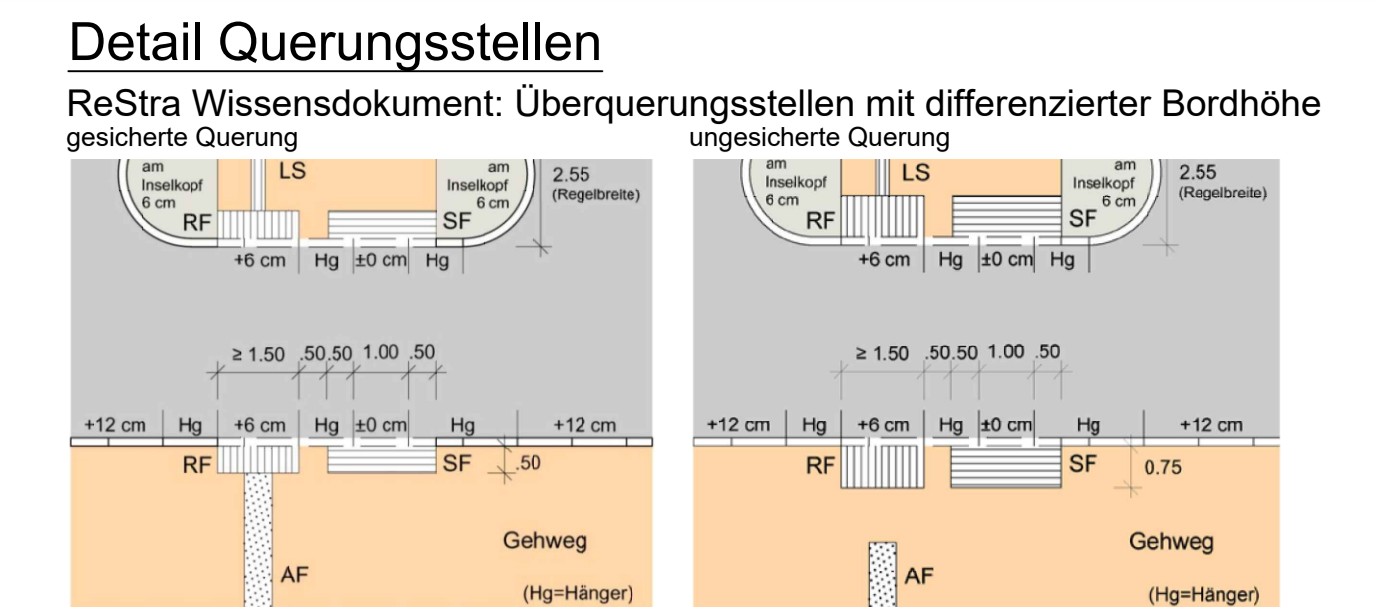 Detail Querungsstellen
ReStra Wissensdokument: Überquerungsstellen mit differenzierter Bordhöhe
gesicherte Querung
am
Inselkopf
6 cm
RF
LS
am
Inselkopf
6 cm
SF
2.55
(Regelbreite)
+6 cm Hg ±0 cm Hg
≥ 1.50 .50 .50 1.00 .50
+12 cm Hg +6 cm Hg ±0 cm Hg +12 cm
RF SF .50
Gehweg
AF
(Hg=Hänger)
ungesicherte Querung
am
Inselkopf
6 cm
RF
LS
am
Inselkopf
6 cm
SF
2.55
(Regelbreite)
+6 cm Hg ±0 cm Hg
≥ 1.50 .50 .50 1.00 .50
+12 cm Hg +6 cm Hg ±0 cm Hg +12 cm
RF SF 0.75
Gehweg
AF
(Hg=Hänger)